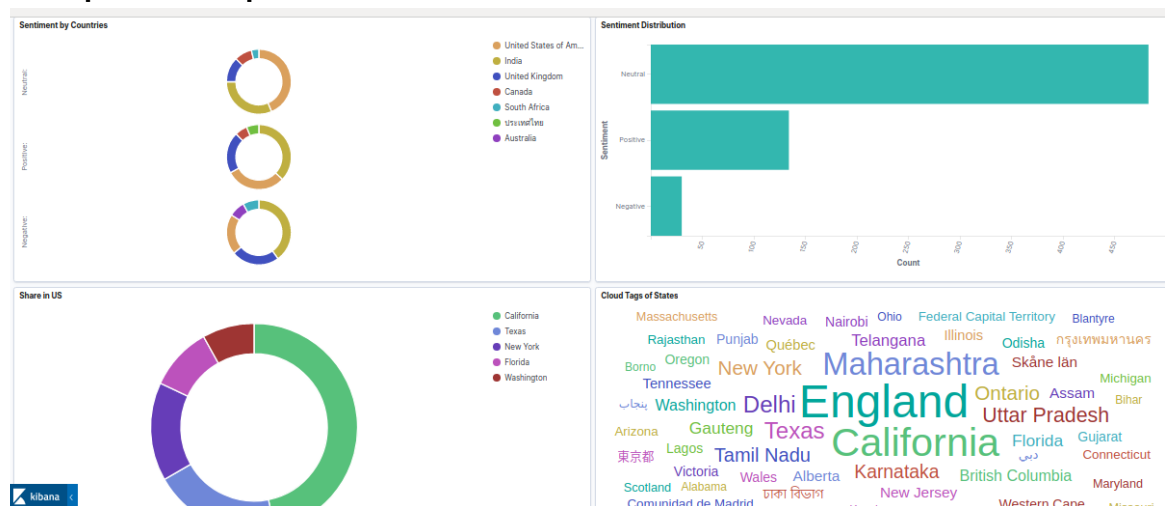 Sentiment by Countries
Neutral:
Positive:
Negative:
United States of Am...
India
United Kingdom
Canada
South Africa
ประเทศไทย
Australia
Sentiment Distribution
Sentiment
Neutral
Positive
Negative
50 100 150 200 250 300 350 400 450
Count
Share in US
California
Texas
New York
Florida
Washington
kibana
Cloud Tags of States
Massachusetts Nevada Nairobi Ohio Federal Capital Territory Blantyre
Rajasthan Punjab Québec Telangana Illinois Odisha กรุงเทพมหานคร
Borno Oregon New York Maharashtra Skåne län
Tennessee Michigan
پنجاب Washington Delhi England Ontario Assam Bihar
Uttar Pradesh
Arizona Gauteng Texas California Florida Gujarat
東京都 Lagos Tamil Nadu دبي Connecticut
Victoria Wales Alberta Karnataka British Columbia
Scotland Alabama ঢাকা বিভাগ New Jersey Maryland
Comunidad de Madrid Western Cape Missouri